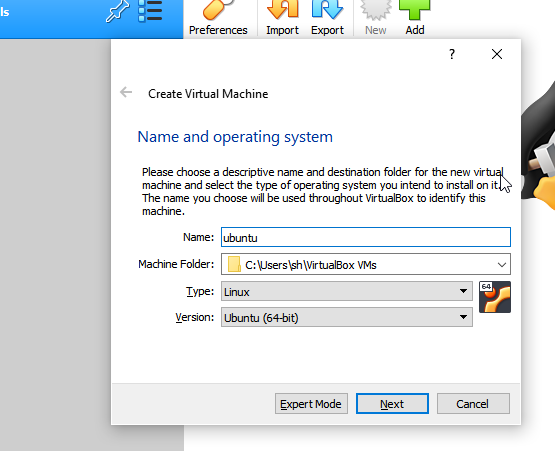 ls
Preferences
Import
Export
New
Add
?
Create Virtual Machine
Name and operating system
Please choose a descriptive name and destination folder for the new virtual
machine and select the type of operating system you intend to install on it.
The name you choose will be used throughout VirtualBox to identify this
machine.
Name: ubuntu
Machine Folder: C:\Users\sh\VirtualBox VMs
Type: Linux
64
Version: Ubuntu (64-bit)
Expert Mode
Next
Cancel